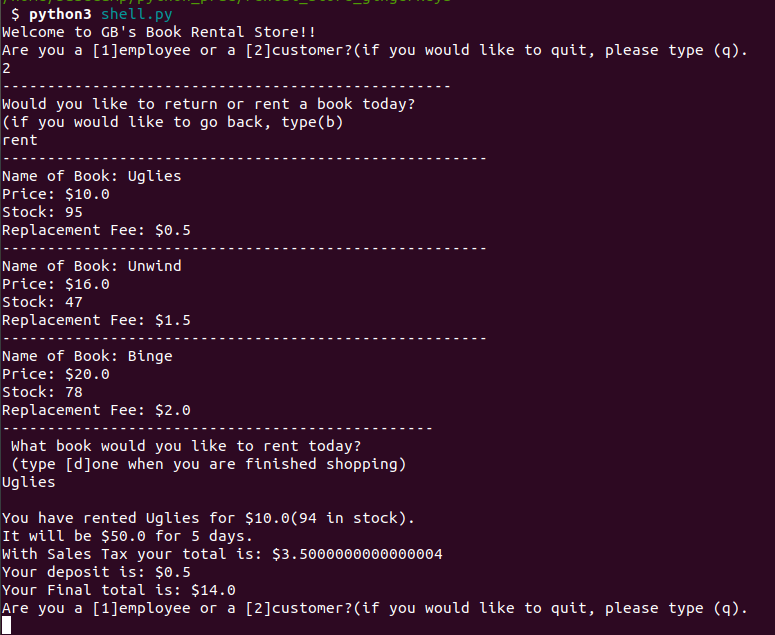 $ python3 shell.py
Welcome to GB's Book Rental Store!!
Are you a [1]employee or a [2]customer?(if you would like to quit, please type (q).
2
--------------------------------------------------
Would you like to return or rent a book today?
(if you would like to go back, type(b)
rent
------------------------------------------------------
Name of Book: Uglies
Price: $10.0
Stock: 95
Replacement Fee: $0.5
------------------------------------------------------
Name of Book: Unwind
Price: $16.0
Stock: 47
Replacement Fee: $1.5
------------------------------------------------------
Name of Book: Binge
Price: $20.0
Stock: 78
Replacement Fee: $2.0
------------------------------------------------
What book would you like to rent today?
(type [d]one when you are finished shopping)
Uglies
You have rented Uglies for $10.0(94 in stock).
It will be $50.0 for 5 days.
With Sales Tax your total is: $3.5000000000000004
Your deposit is: $0.5
Your Final total is: $14.0
Are you a [1]employee or a [2]customer?(if you would like to quit, please type (q).